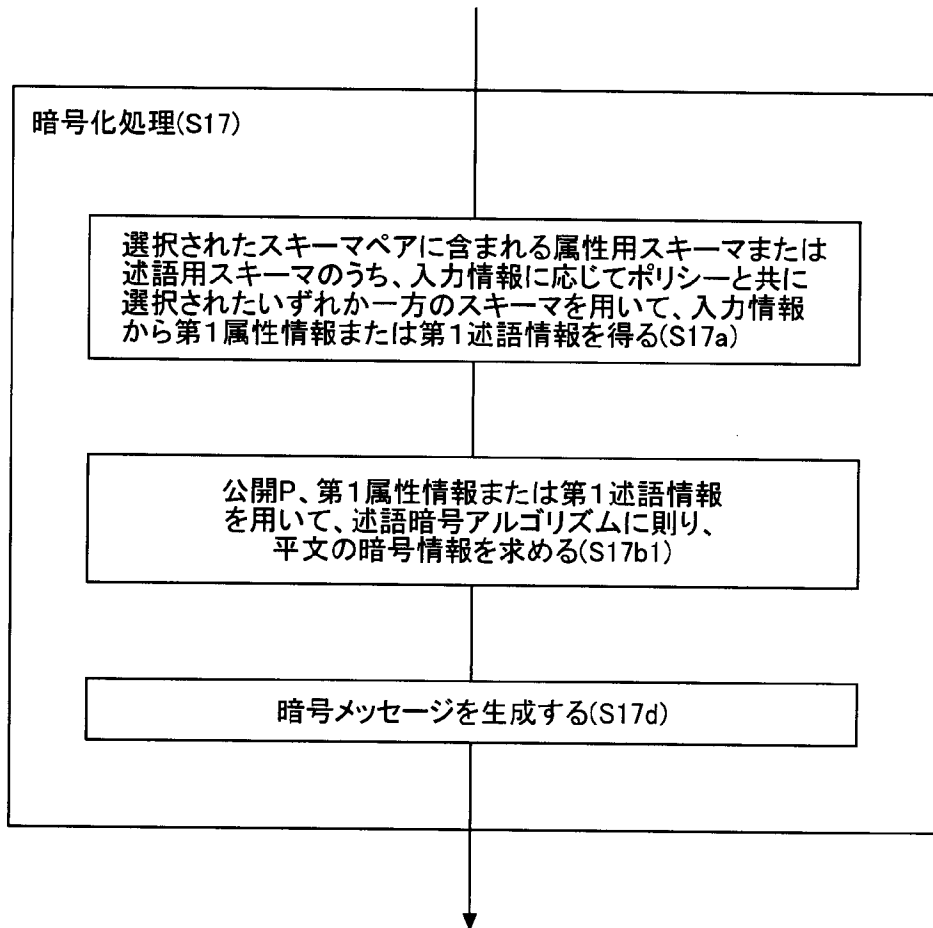 暗号化処理(S17)
選択されたスキーマペアに含まれる属性用スキーマまたは
述語用スキーマのうち、入力情報に応じてポリシーと共に
選択されたいずれか一方のスキーマを用いて、入力情報
から第1属性情報または第1述語情報を得る(S17a)
公開P、第1属性情報または第1述語情報
を用いて、述語暗号アルゴリズムに則り、
平文の暗号情報を求める(S17b1)
暗号メッセージを生成する(S17d)